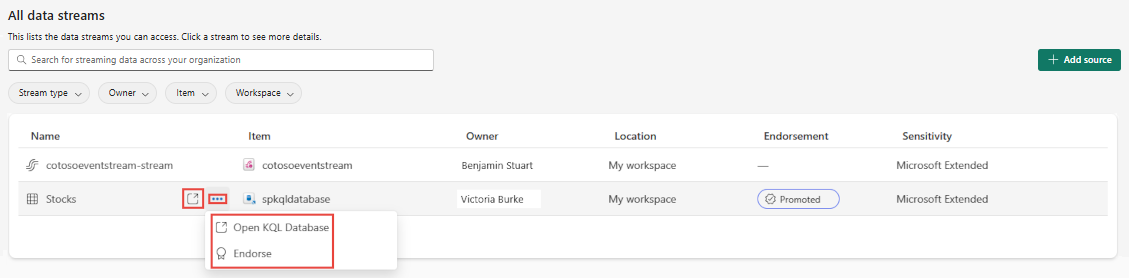 All data streams
This lists the data streams you can access. Click a stream to see more details.
Search for streaming data across your organization
Add source
Stream type Owner Item Workspace
Name Item Owner Location Endorsement Sensitivity
cotosoeventstream-stream cotosoeventstream Benjamin Stuart My workspace — Microsoft Extended
Stocks spkqldatabase Victoria Burke My workspace Promoted Microsoft Extended
Open KQL Database
Endorse